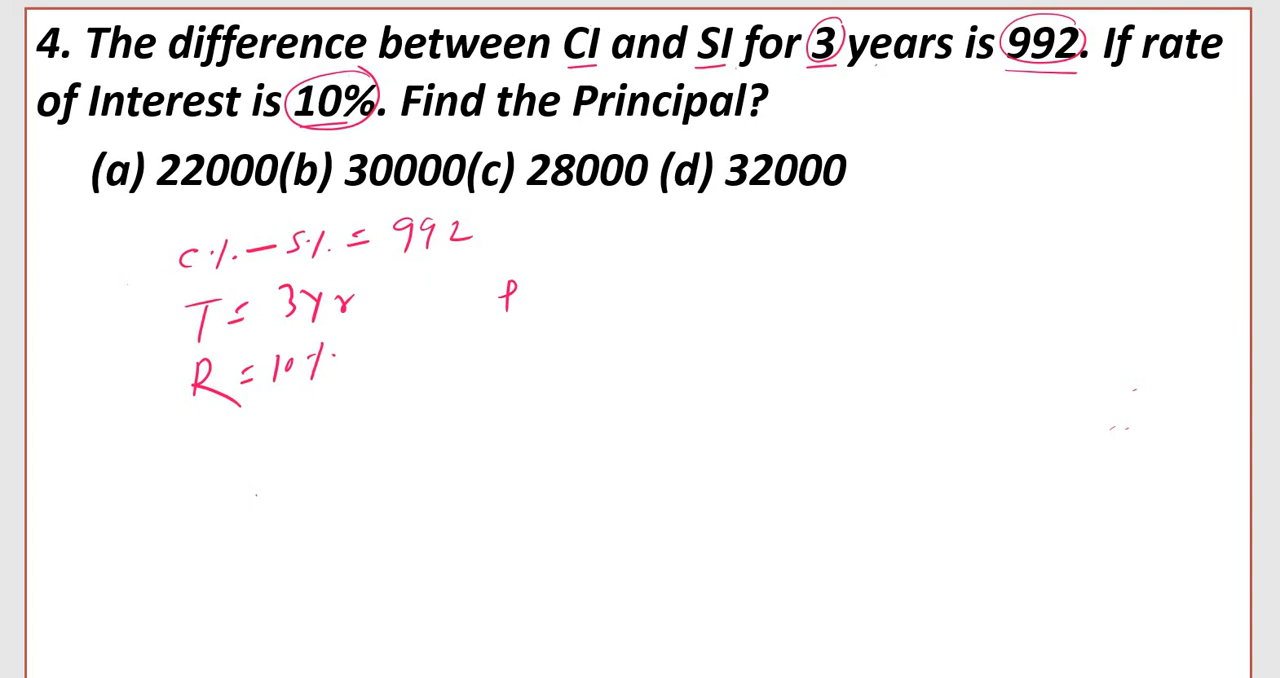 4. The difference between CI and SI for 3 years is 992. If rate
of Interest is 10%. Find the Principal?
(a) 22000(b) 30000(c) 28000 (d) 32000
C%. - S%. = 992
T = 3yr
P
R = 10%